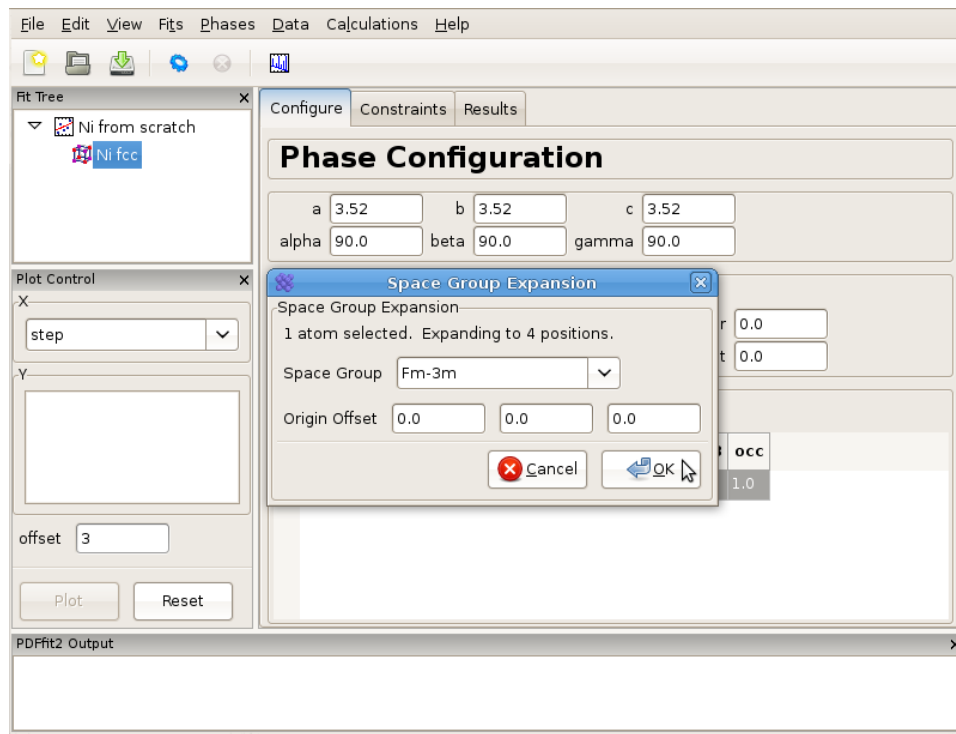 File Edit View Fits Phases Data Calculations Help
Fit Tree
Ni from scratch
Ni fcc
Configure Constraints Results
Phase Configuration
a 3.52 b 3.52 c 3.52
alpha 90.0 beta 90.0 gamma 90.0
Plot Control
X
step
Y
offset 3
Plot Reset
Space Group Expansion
Space Group Expansion
1 atom selected. Expanding to 4 positions.
Space Group Fm-3m
Origin Offset 0.0 0.0 0.0
Cancel OK
r 0.0
t 0.0
occ
1.0
PDFfit2 Output